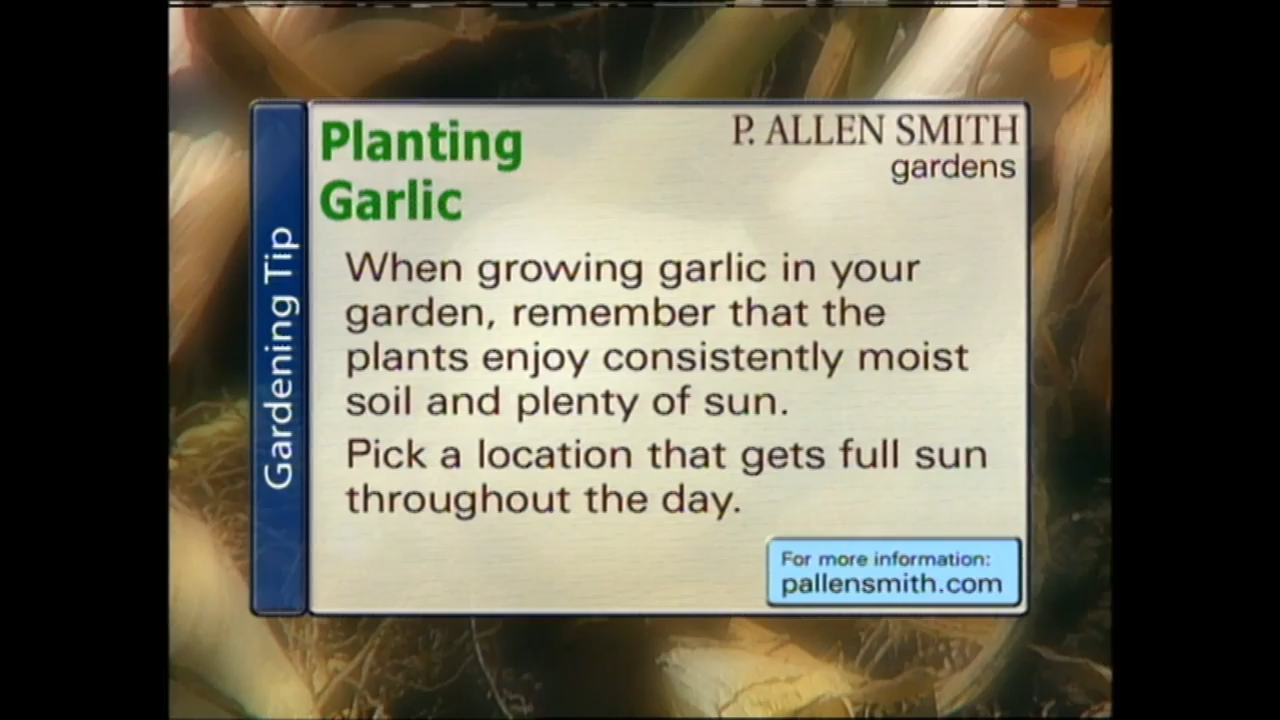 Planting
Garlic
P. ALLEN SMITH
gardens
Gardening Tip
When growing garlic in your
garden, remember that the
plants enjoy consistently moist
soil and plenty of sun.
Pick a location that gets full sun
throughout the day.
For more information:
pallensmith.com